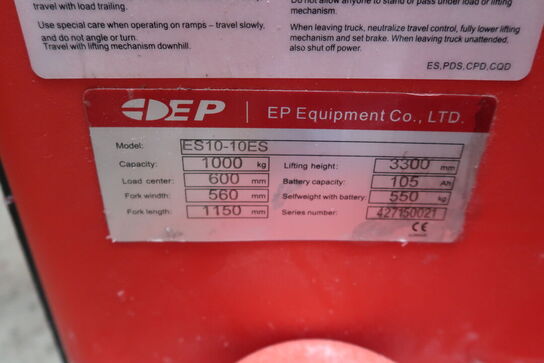 travel with load trailing.
Use special care when operating on ramps – travel slowly,
and do not angle or turn.
Travel with lifting mechanism downhill.
Do not allow anyone to stand or pass under load or lifting
mechanism.
When leaving truck, neutralize travel control, fully lower lifting
mechanism and set brake. When leaving truck unattended,
also shut off power.
ES,PDS,CPD,CQD
EP | EP Equipment Co., LTD.
Model: ES10-10ES
Capacity: 1000 kg Lifting height: 3300 mm
Load center: 600 mm Battery capacity: 105 Ah
Fork windth: 560 mm Selfweight with battery: 550 kg
Fork length: 1150 mm Series number: 427150021
CE